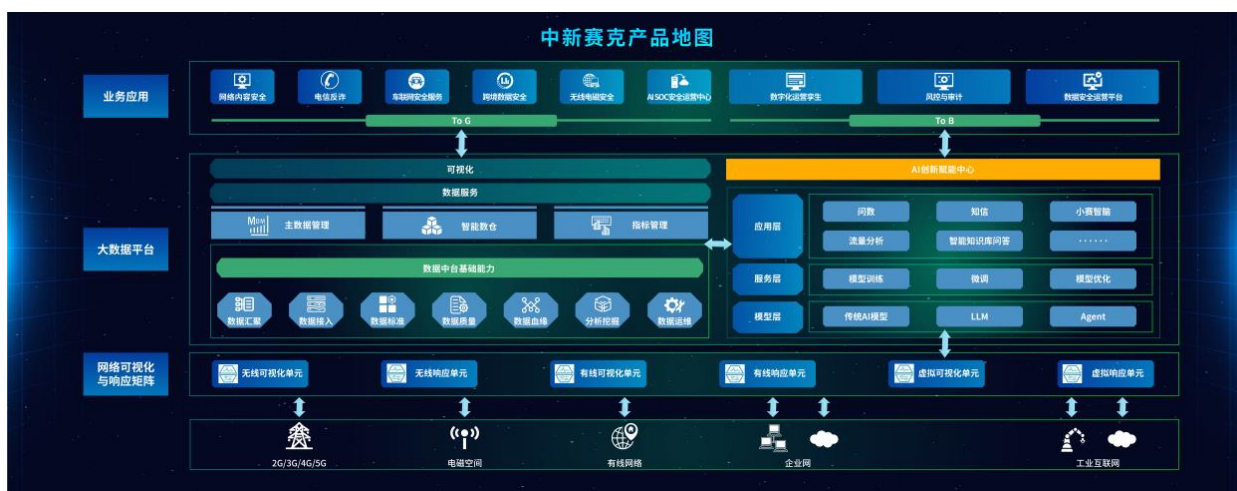 中新赛克产品地图
业务应用
网络内容安全
电信反诈
车联网安全服务
跨境数据安全
无线电磁安全
AI SOC安全运营中心
数字化运营孪生
风控与审计
数据安全运营平台
To G
To B
大数据平台
可视化
数据服务
MDM
主数据管理
智能数仓
指标管理
数据中台基础能力
数据汇聚
数据接入
数据标准
数据质量
数据血缘
分析挖掘
数据运维
AI创新赋能中心
应用层
问数
知信
小赛智脑
流量分析
智能知识库问答
······
服务层
模型训练
微调
模型优化
模型层
传统AI模型
LLM
Agent
网络可视化
与响应矩阵
无线可视化单元
无线响应单元
有线可视化单元
有线响应单元
虚拟可视化单元
虚拟响应单元
2G/3G/4G/5G
电磁空间
有线网络
企业网
工业互联网